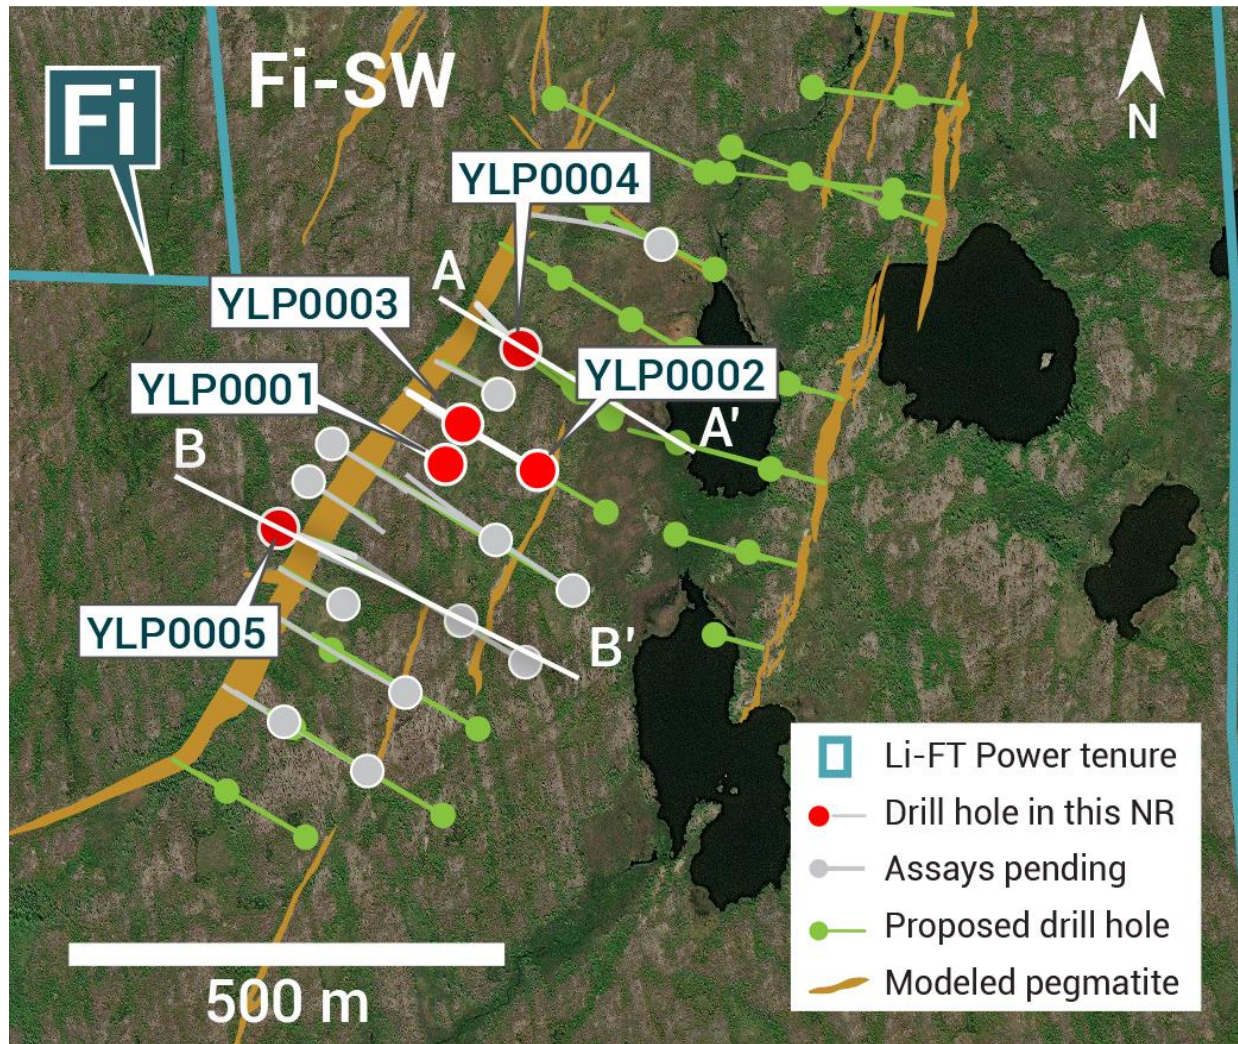 Fi-SW
Fi
N
YLP0004
A
YLP0003
YLP0002
YLP0001
A'
B
YLP0005
B'
Li-FT Power tenure
Drill hole in this NR
Assays pending
Proposed drill hole
Modeled pegmatite
500 m